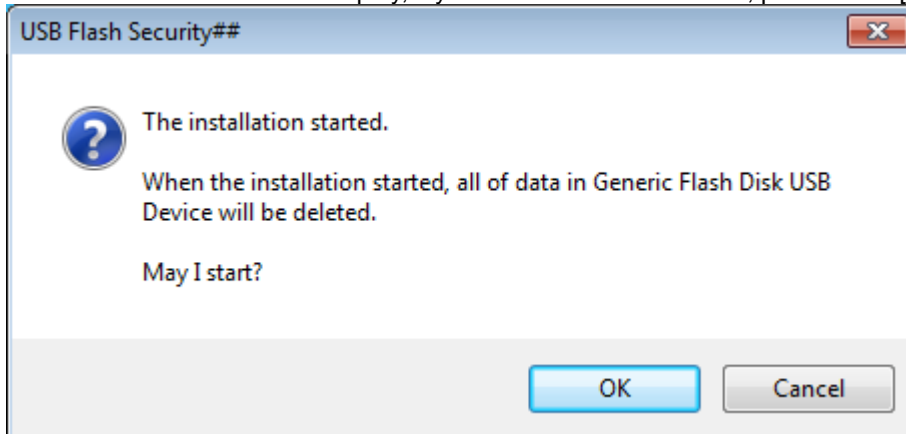 USB Flash Security##
The installation started.
When the installation started, all of data in Generic Flash Disk USB
Device will be deleted.
May I start?
OK
Cancel